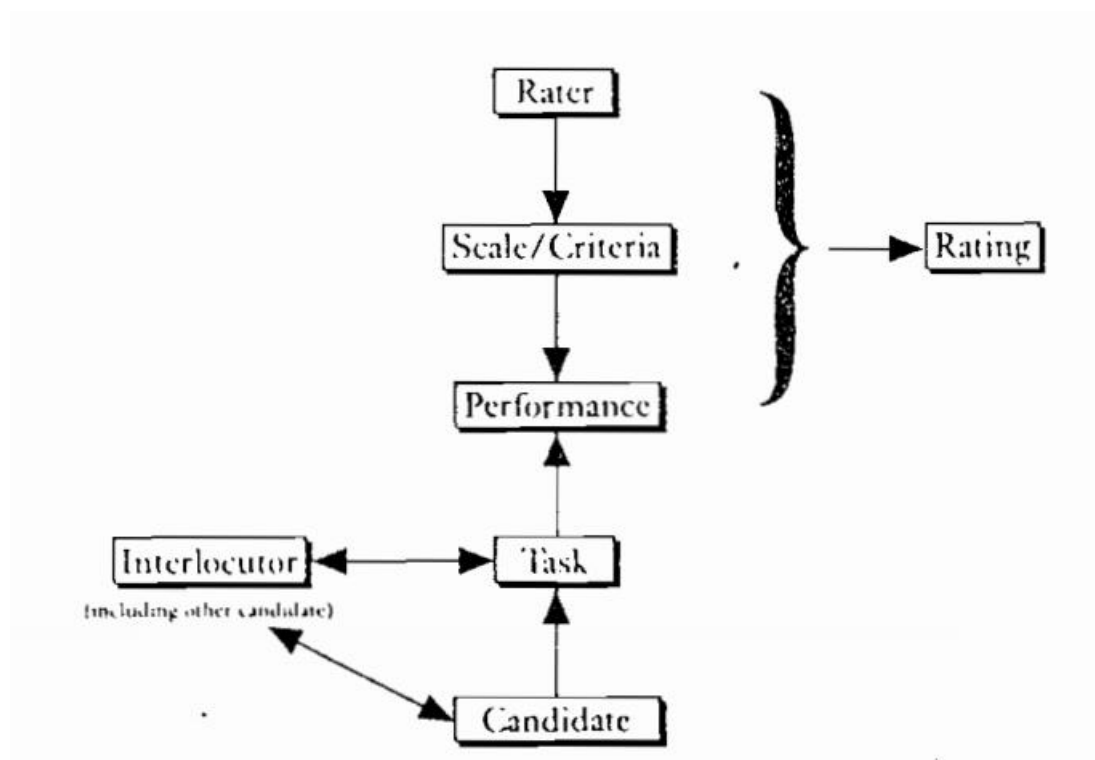 Rater
Scale/Criteria
Rating
Performance
Interlocutor
Task
(including other candidate)
Candidate